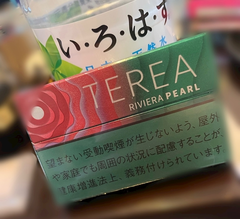 い・ろ・は・す
天然水
TEREA
RIVIERA PEARL
望まない受動喫煙が生じないよう、屋外
や家庭でも周囲の状況に配慮することが、
健康増進法上、義務付けられています。